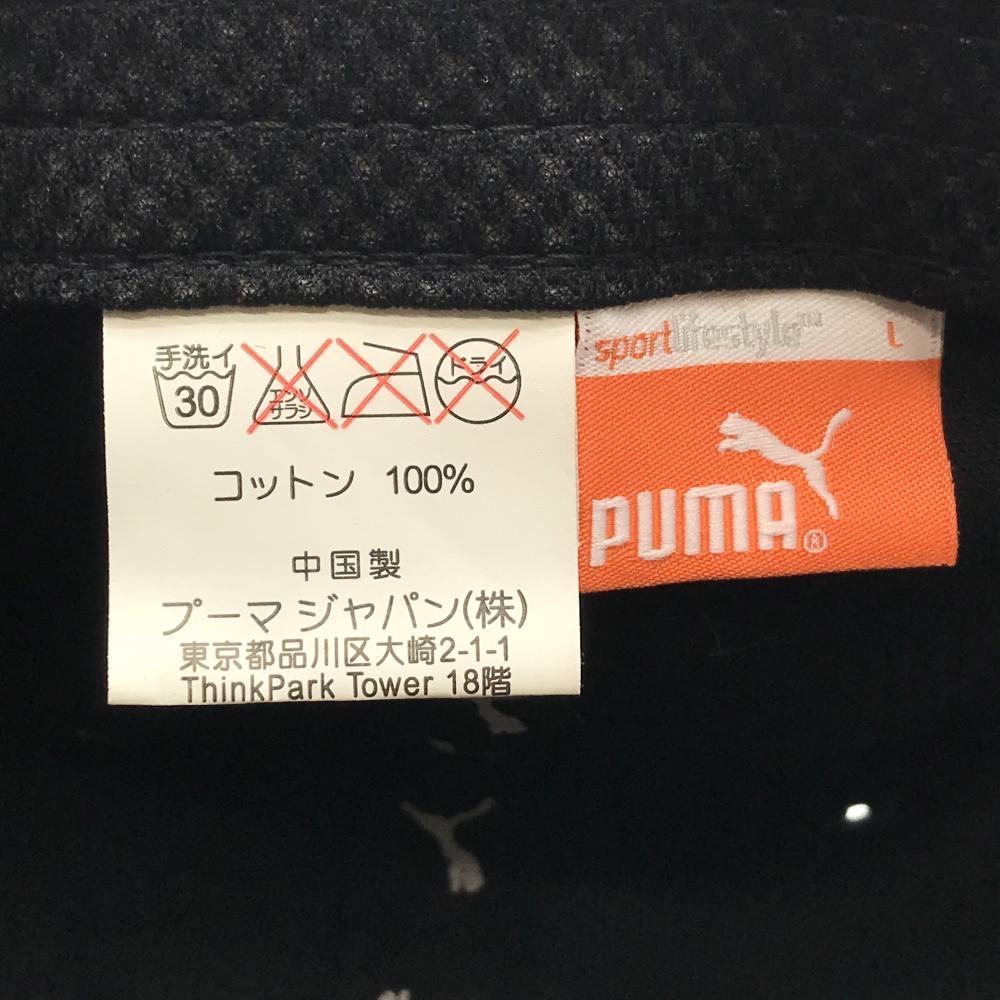 手洗イ
30
エンソ
サラシ
ドライ
コットン 100%
中国製
プーマ ジャパン(株)
東京都品川区大崎2-1-1
ThinkPark Tower 18階
sportlifestyle™ L
PUMA®